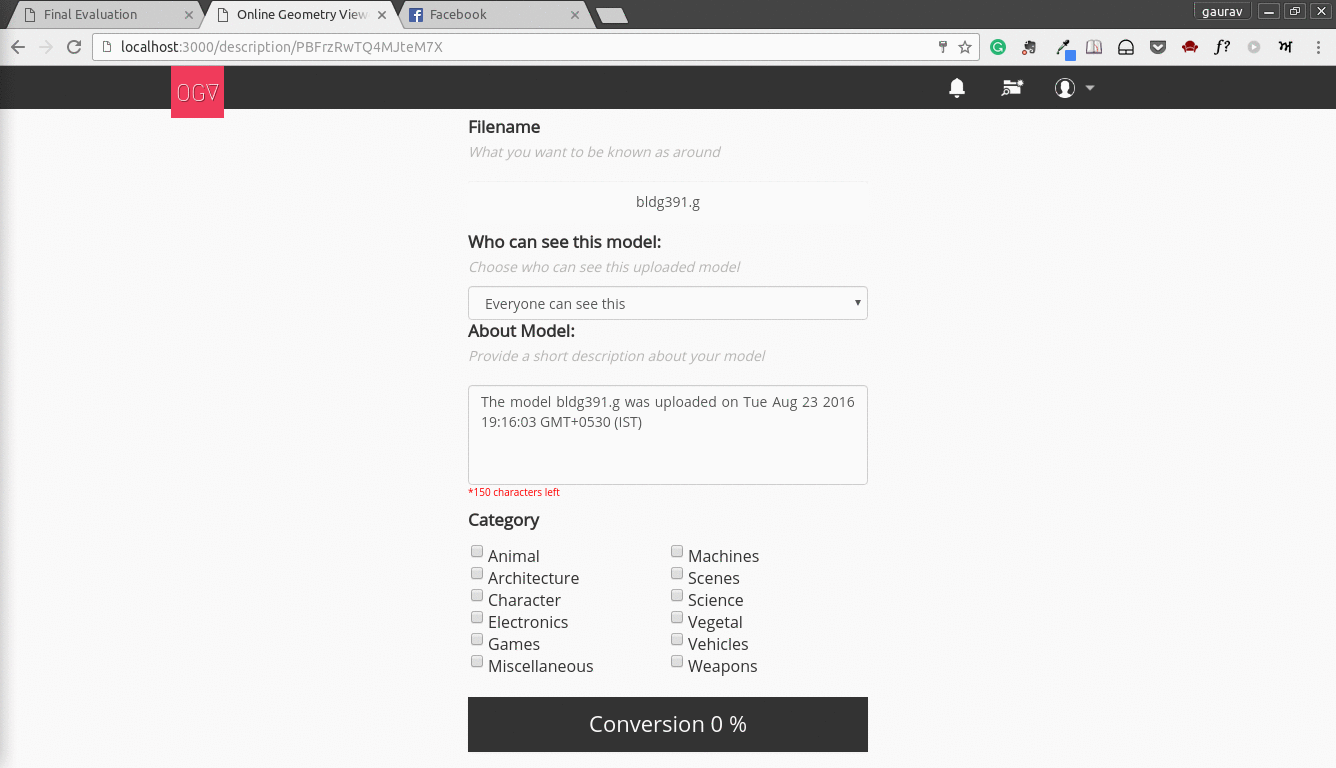 Final Evaluation
Online Geometry View
Facebook
gaurav
localhost:3000/description/PBFrzRwTQ4MJteM7X
f?
OGV
Filename
What you want to be known as around
bldg391.g
Who can see this model:
Choose who can see this uploaded model
Everyone can see this
About Model:
Provide a short description about your model
The model bldg391.g was uploaded on Tue Aug 23 2016
19:16:03 GMT+0530 (IST)
*150 characters left
Category
Animal
Machines
Architecture
Scenes
Character
Science
Electronics
Vegetal
Games
Vehicles
Miscellaneous
Weapons
Conversion 0 %